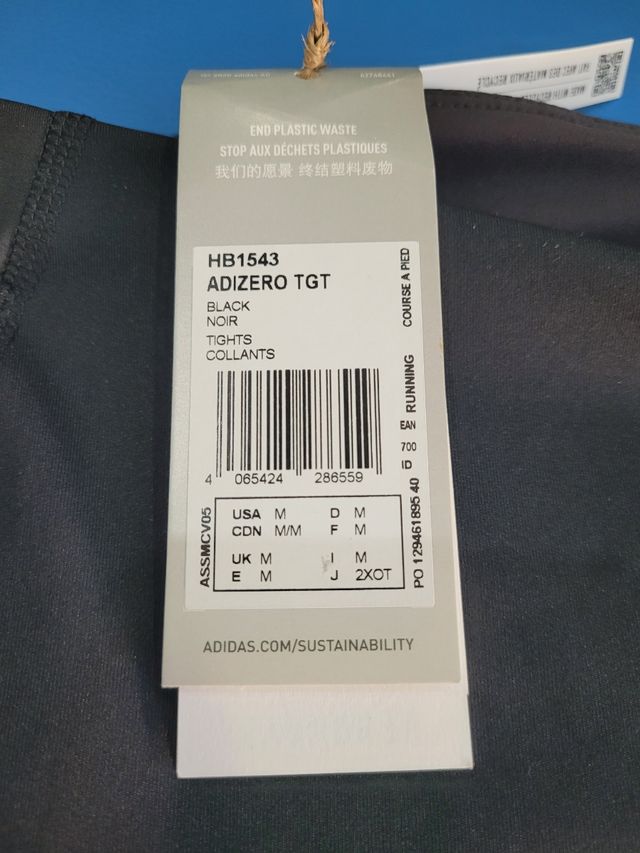 END PLASTIC WASTE
STOP AUX DÉCHETS PLASTIQUES
我们的愿景 终结塑料废物
HB1543
ADIZERO TGT
BLACK
NOIR
TIGHTS
COLLANTS
4 065424 286559
RUNNING COURSE A PIED
EAN
700
ID
PO 129461895 40
ASSMCV05
USA M D M
CDN M/M F M
UK M I M
E M J 2XOT
ADIDAS.COM/SUSTAINABILITY